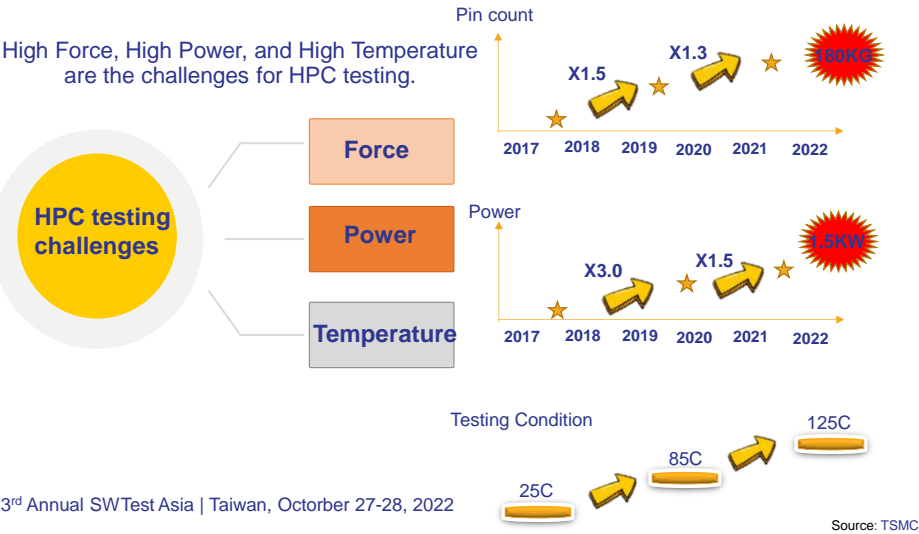 High Force, High Power, and High Temperature
are the challenges for HPC testing.
HPC testing
challenges
Force
Power
Temperature
Pin count
X1.5
X1.3
180KG
2017
2018
2019
2020
2021
2022
Power
X3.0
X1.5
1.5KW
2017
2018
2019
2020
2021
2022
Testing Condition
25C
85C
125C
3rd Annual SWTest Asia | Taiwan, Octorber 27-28, 2022
Source: TSMC